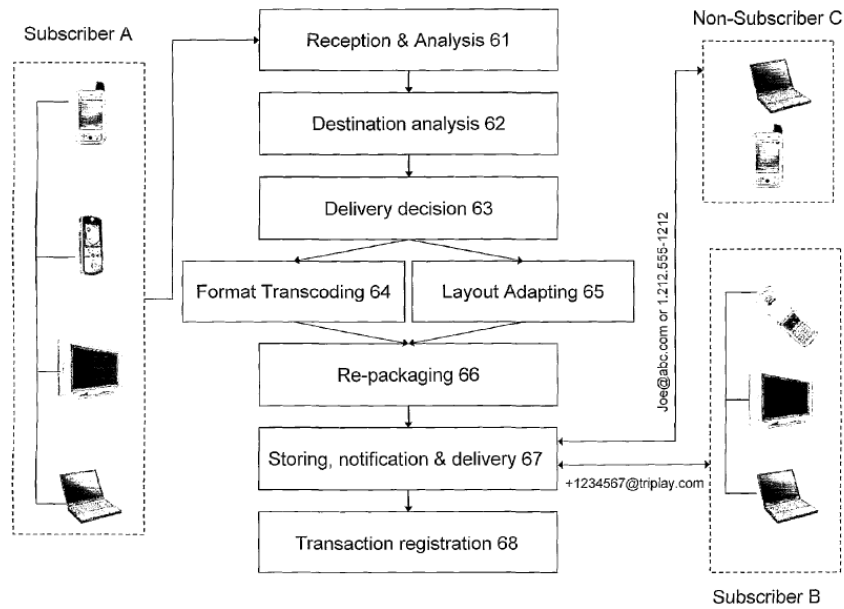 Subscriber A
Reception & Analysis 61
Non-Subscriber C
Destination analysis 62
Delivery decision 63
Format Transcoding 64
Layout Adapting 65
Joe@abc.com or 1.212.555-1212
Re-packaging 66
Storing, notification & delivery 67
+1234567@triplay.com
Transaction registration 68
Subscriber B